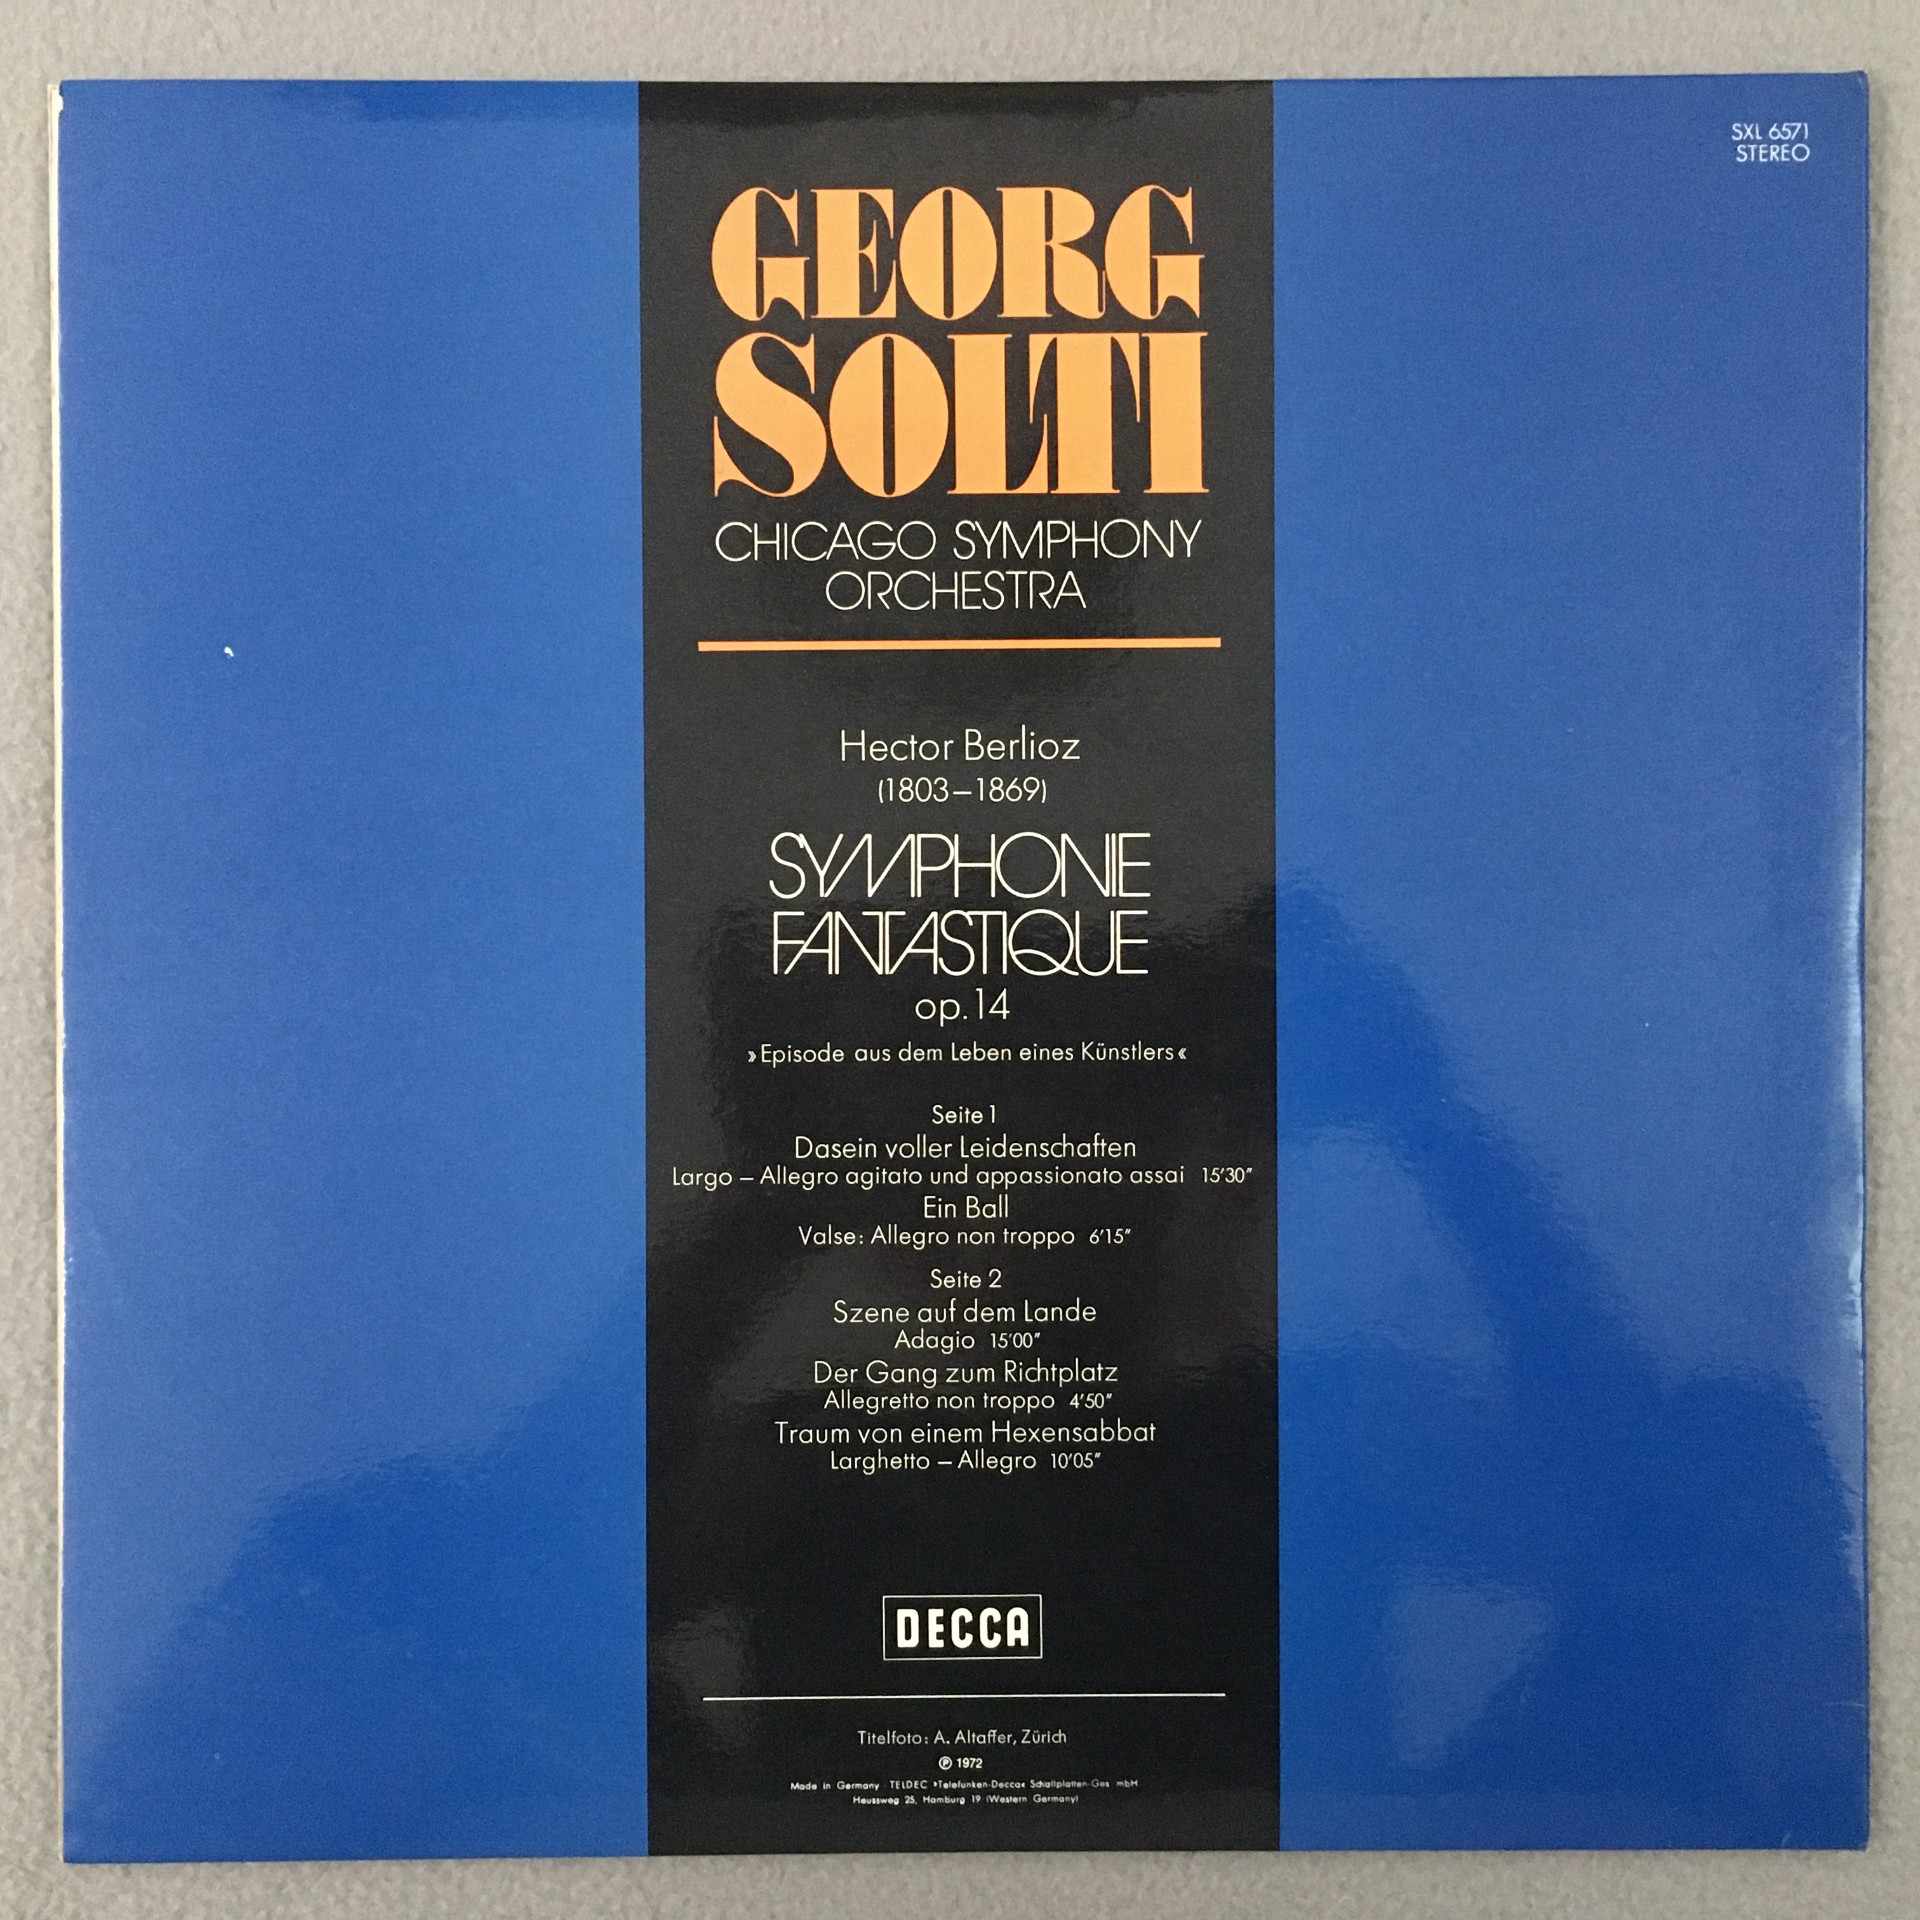 SXL 6571
STEREO
GEORG
SOLTI
CHICAGO SYMPHONY
ORCHESTRA
Hector Berlioz
(1803–1869)
SYMPHONIE
FANTASTIQUE
op. 14
»Episode aus dem Leben eines Künstlers«
Seite 1
Dasein voller Leidenschaften
Largo – Allegro agitato und appassionato assai 15'30"
Ein Ball
Valse: Allegro non troppo 6'15"
Seite 2
Szene auf dem Lande
Adagio 15'00"
Der Gang zum Richtplatz
Allegretto non troppo 4'50"
Traum von einem Hexensabbat
Larghetto – Allegro 10'05"
DECCA
Titelfoto: A. Altaffer, Zürich
℗ 1972
Made in Germany · TELDEC »Telefunken-Decca« Schallplatten-Ges mbH
Heussweg 25, Hamburg 19 (Western Germany)